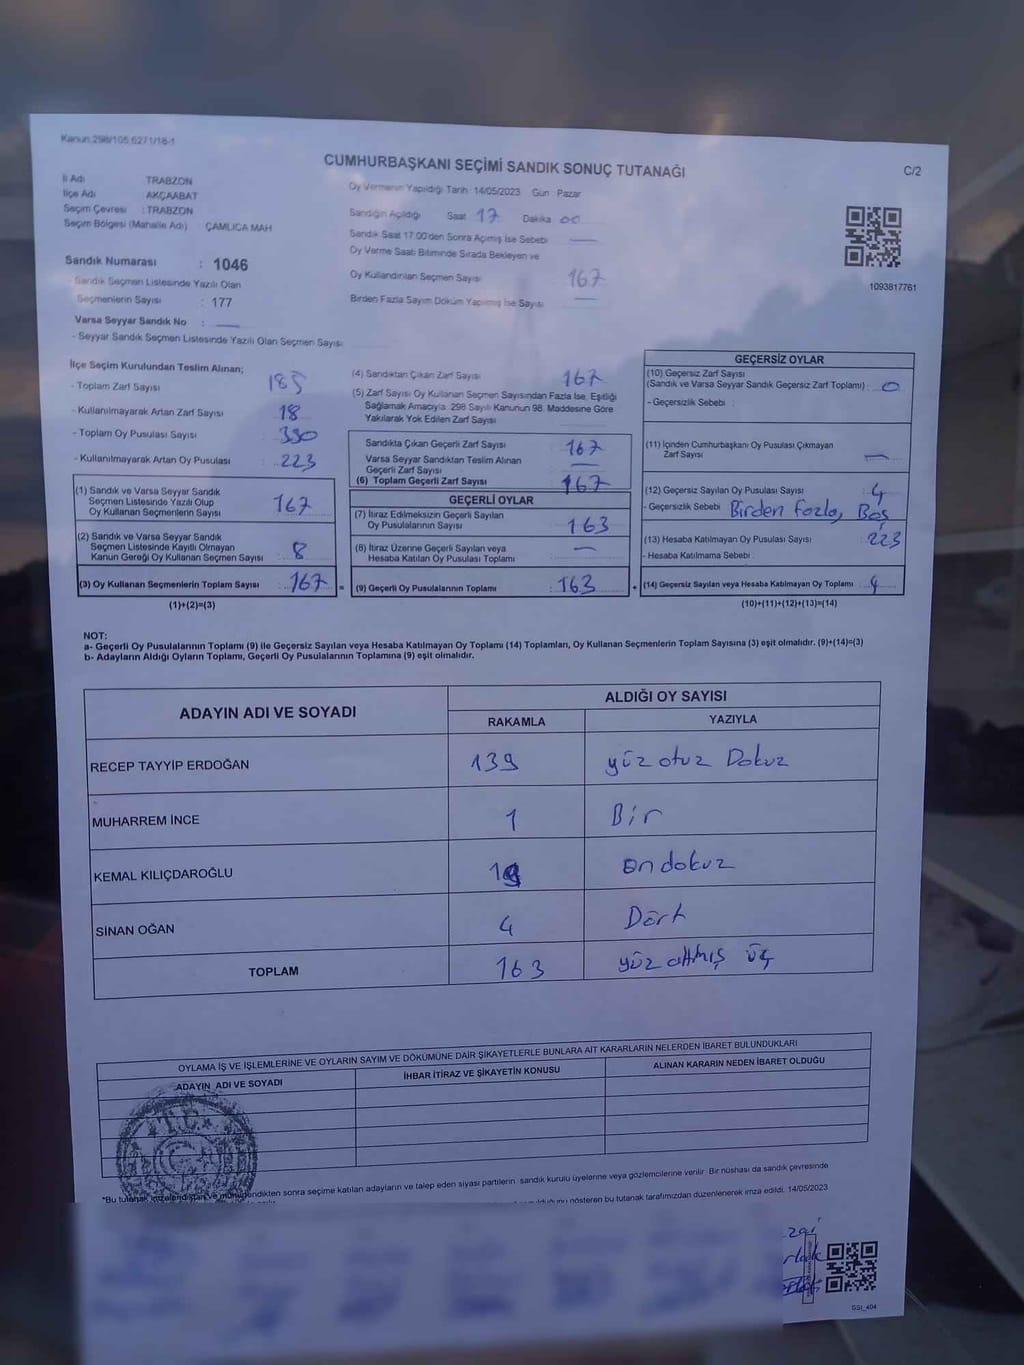 Kanun:298/105,6271/18-1
CUMHURBAŞKANI SEÇİMİ SANDIK SONUÇ TUTANAĞI
C/2
İl Adı TRABZON
İlçe Adı AKÇAABAT
Seçim Çevresi : TRABZON
Seçim Bölgesi (Mahalle Adı) ÇAMLICA MAH
Sandık Numarası : 1046
- Sandık Seçmen Listesinde Yazılı Olan
Seçmenlerin Sayısı : 177
Varsa Seyyar Sandık No : —
- Seyyar Sandık Seçmen Listesinde Yazılı Olan Seçmen Sayısı
Oy Vermenin Yapıldığı Tarih : 14/05/2023 Gün : Pazar
Sandığın Açıldığı Saat 17 Dakika 00
Sandık Saat 17:00'den Sonra Açımış İse Sebebi —
Oy Verme Saati Bitiminde Sırada Bekleyen ve
Oy Kullandırılan Seçmen Sayısı 167
Birden Fazla Sayım Döküm Yapılmış İse Sayısı —
1093817761
İlçe Seçim Kurulundan Teslim Alınan;
- Toplam Zarf Sayısı 185
- Kullanılmayarak Artan Zarf Sayısı : 18
- Toplam Oy Pusulası Sayısı : 390
- Kullanılmayarak Artan Oy Pusulası : 223
(1) Sandık ve Varsa Seyyar Sandık
Seçmen Listesinde Yazılı Olup
Oy Kullanan Seçmenlerin Sayısı 167
(2) Sandık ve Varsa Seyyar Sandık
Seçmen Listesinde Kayıtlı Olmayan
Kanun Gereği Oy Kullanan Seçmen Sayısı 8
(3) Oy Kullanan Seçmenlerin Toplam Sayısı : 167 =
(1)+(2)=(3)
(4) Sandıktan Çıkan Zarf Sayısı 167
(5) Zarf Sayısı Oy Kullanan Seçmen Sayısından Fazla İse, Eşitliği
Sağlamak Amacıyla, 298 Sayılı Kanunun 98. Maddesine Göre
Yakılarak Yok Edilen Zarf Sayısı
Sandıkta Çıkan Geçerli Zarf Sayısı 167
Varsa Seyyar Sandıktan Teslim Alınan
Geçerli Zarf Sayısı —
(6) Toplam Geçerli Zarf Sayısı : 167
GEÇERLİ OYLAR
(7) İtiraz Edilmeksizin Geçerli Sayılan
Oy Pusulalarının Sayısı : 163
(8) İtiraz Üzerine Geçerli Sayılan veya
Hesaba Katılan Oy Pusulası Toplamı —
(9) Geçerli Oy Pusulalarının Toplamı : 163 +
GEÇERSİZ OYLAR
(10) Geçersiz Zarf Sayısı
(Sandık ve Varsa Seyyar Sandık Geçersiz Zarf Toplamı) : 0
- Geçersizlik Sebebi :
(11) İçinden Cumhurbaşkanı Oy Pusulası Çıkmayan
Zarf Sayısı —
(12) Geçersiz Sayılan Oy Pusulası Sayısı : 4
- Geçersizlik Sebebi Birden fazla, Boş
(13) Hesaba Katılmayan Oy Pusulası Sayısı : 223
- Hesaba Katılmama Sebebi :
(14) Geçersiz Sayılan veya Hesaba Katılmayan Oy Toplamı : 4
(10)+(11)+(12)+(13)=(14)
NOT:
a- Geçerli Oy Pusulalarının Toplamı (9) ile Geçersiz Sayılan veya Hesaba Katılmayan Oy Toplamı (14) Toplamları, Oy Kullanan Seçmenlerin Toplam Sayısına (3) eşit olmalıdır. (9)+(14)=(3)
b- Adayların Aldığı Oyların Toplamı, Geçerli Oy Pusulalarının Toplamına (9) eşit olmalıdır.
ADAYIN ADI VE SOYADI ALDIĞI OY SAYISI
RAKAMLA YAZIYLA
RECEP TAYYİP ERDOĞAN 139 yüz otuz Dokuz
MUHARREM İNCE 1 Bir
KEMAL KILIÇDAROĞLU 19 on dokuz
SİNAN OĞAN 4 Dört
TOPLAM 163 yüz altmış üç
OYLAMA İŞ VE İŞLEMLERİNE VE OYLARIN SAYIM VE DÖKÜMÜNE DAİR ŞİKAYETLERLE BUNLARA AİT KARARLARIN NELERDEN İBARET BULUNDUKLARI
ADAYIN ADI VE SOYADI İHBAR İTİRAZ VE ŞİKAYETİN KONUSU ALINAN KARARIN NEDEN İBARET OLDUĞU
T.C.
*Bu tutanak imzalandıktan ve mühürlendikten sonra seçime katılan adayların ve talep eden siyasi partilerin sandık kurulu üyelerine veya gözlemcilerine verilir. Bir nüshası da sandık çevresinde
gösteren bu tutanak tarafımızdan düzenlenerek imza edildi. 14/05/2023
GSI_404